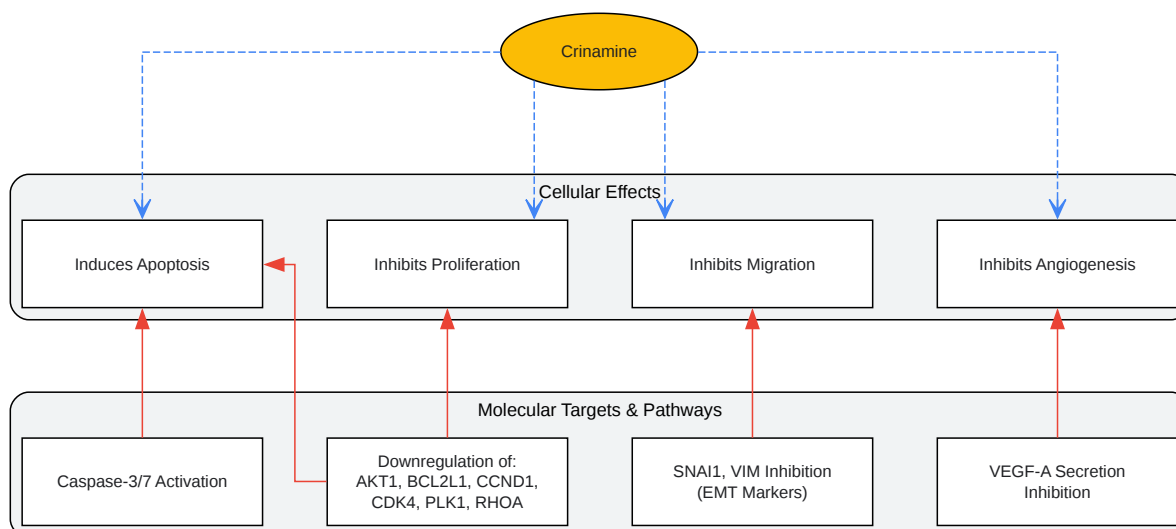 Crinamine
Cellular Effects
Induces Apoptosis
Inhibits Proliferation
Inhibits Migration
Inhibits Angiogenesis
Molecular Targets & Pathways
Caspase-3/7 Activation
Downregulation of:
AKT1, BCL2L1, CCND1,
CDK4, PLK1, RHOA
SNAI1, VIM Inhibition
(EMT Markers)
VEGF-A Secretion
Inhibition